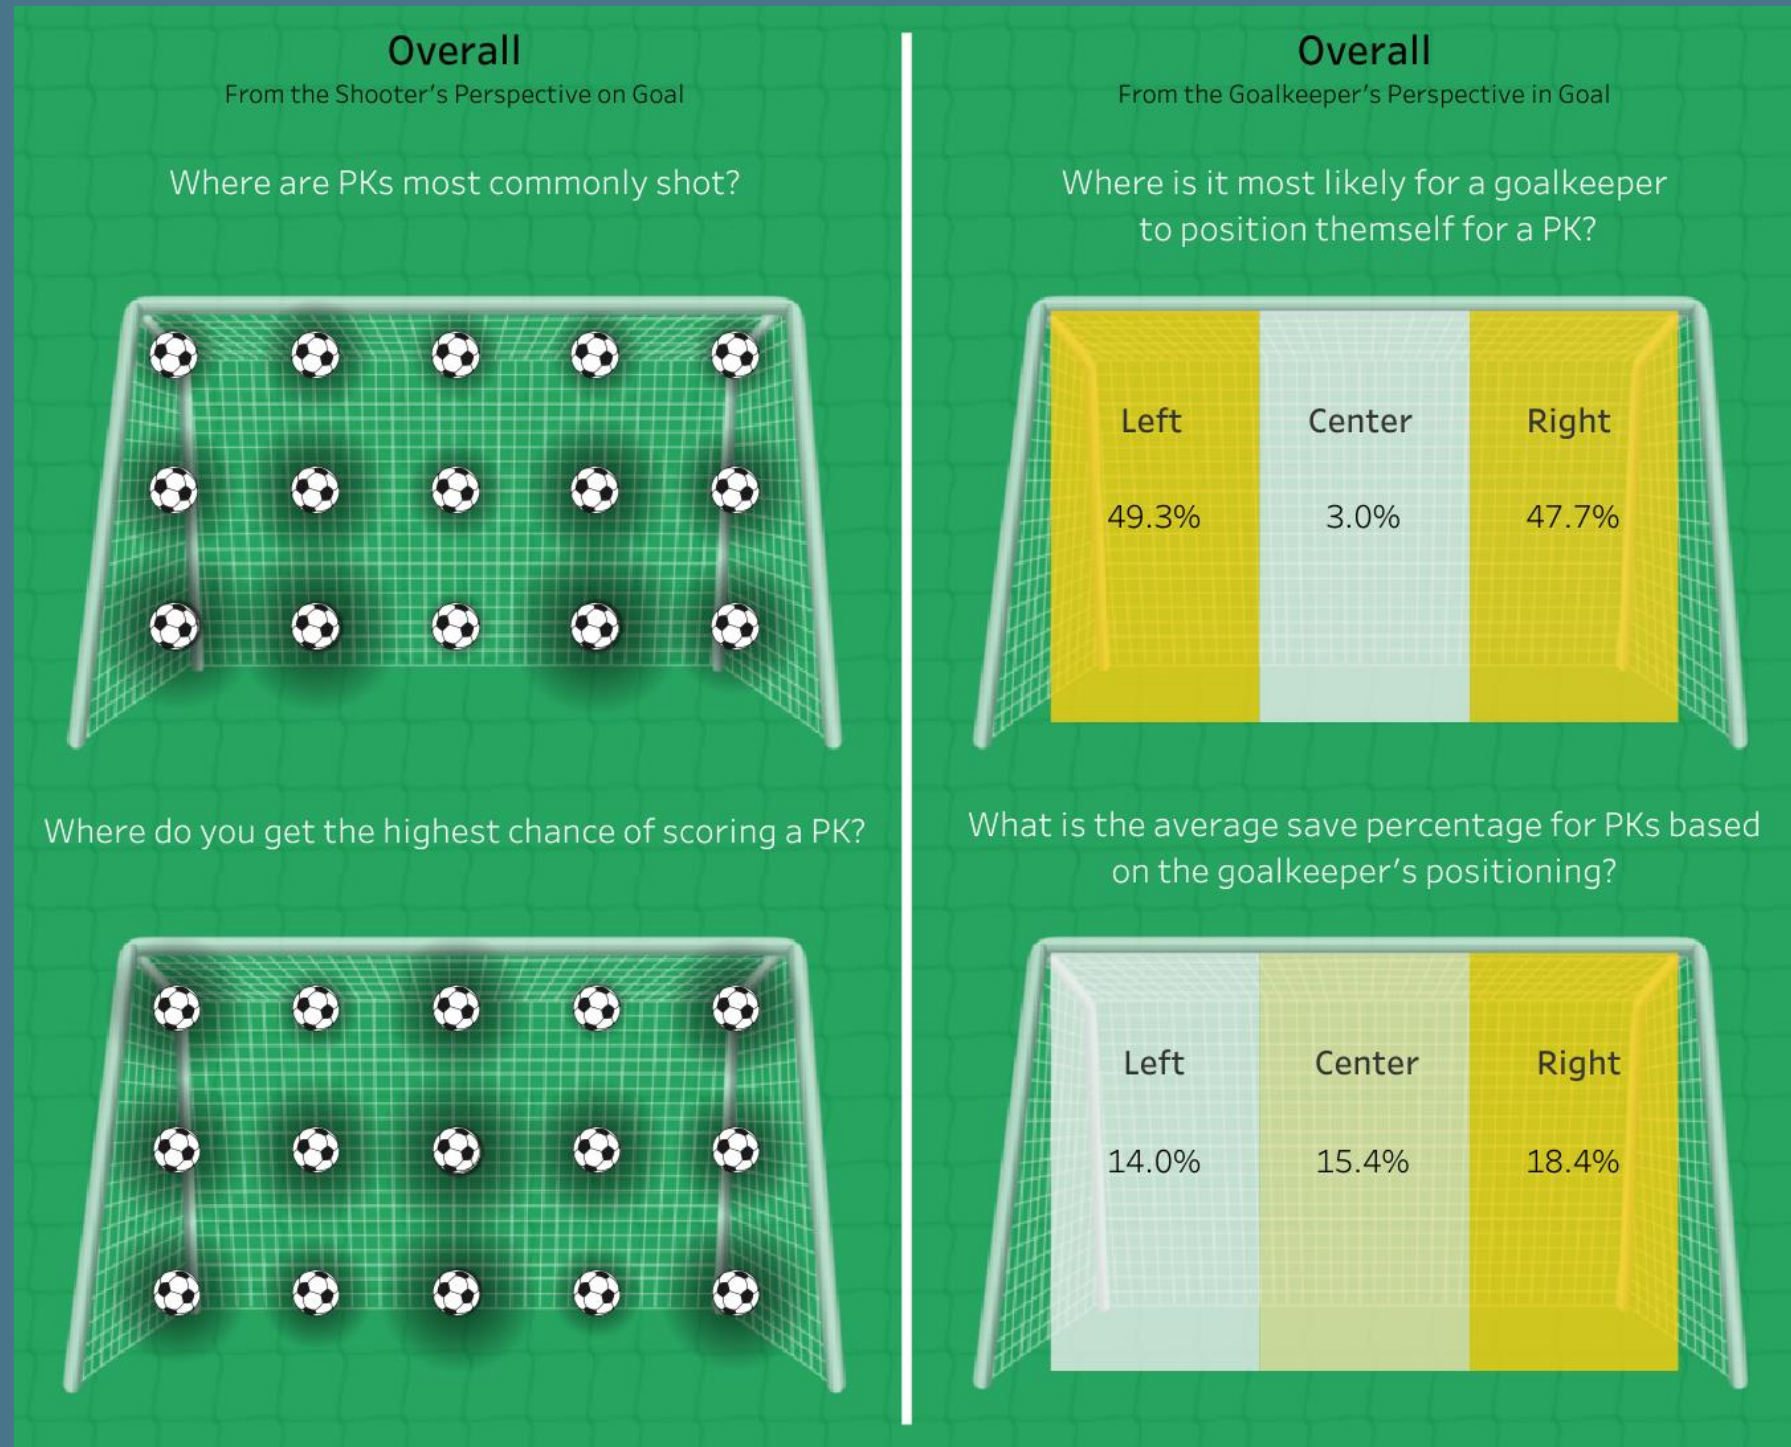 Overall
From the Shooter's Perspective on Goal
Where are PKs most commonly shot?
Where do you get the highest chance of scoring a PK?
Overall
From the Goalkeeper's Perspective in Goal
Where is it most likely for a goalkeeper
to position themself for a PK?
Left Center Right
49.3% 3.0% 47.7%
What is the average save percentage for PKs based
on the goalkeeper's positioning?
Left Center Right
14.0% 15.4% 18.4%